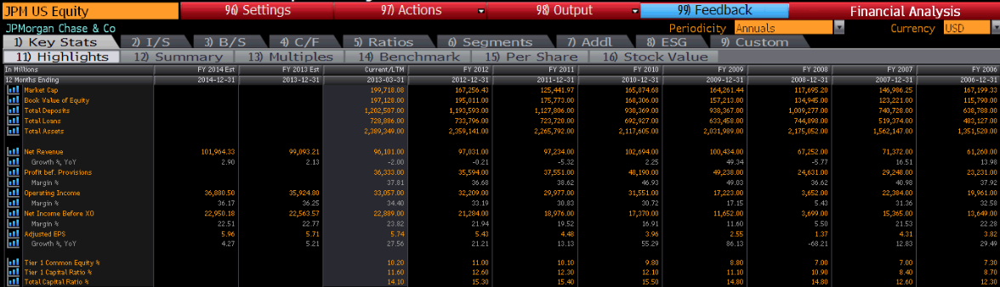 JPM US Equity 96) Settings 97) Actions 98) Output 99) Feedback Financial Analysis
JPMorgan Chase & Co Periodicity Annuals Currency USD
1) Key Stats 2) I/S 3) B/S 4) C/F 5) Ratios 6) Segments 7) Addl 8) ESG 9) Custom
11) Highlights 12) Summary 13) Multiples 14) Benchmark 15) Per Share 16) Stock Value
In Millions FY 2014 Est FY 2013 Est Current/LTM FY 2012 FY 2011 FY 2010 FY 2009 FY 2008 FY 2007 FY 2006
12 Months Ending 2014-12-31 2013-12-31 2013-03-31 2012-12-31 2011-12-31 2010-12-31 2009-12-31 2008-12-31 2007-12-31 2006-12-31
Market Cap 199,718.08 167,256.43 125,441.97 165,874.68 164,261.44 117,695.20 146,986.25 167,199.33
Book Value of Equity 197,128.00 195,011.00 175,773.00 168,306.00 157,213.00 134,945.00 123,221.00 115,790.00
Total Deposits 1,202,507.00 1,193,593.00 1,127,806.00 930,369.00 938,367.00 1,009,277.00 740,728.00 638,788.00
Total Loans 728,886.00 733,796.00 723,720.00 692,927.00 633,458.00 744,898.00 519,374.00 483,127.00
Total Assets 2,389,349.00 2,359,141.00 2,265,792.00 2,117,605.00 2,031,989.00 2,175,052.00 1,562,147.00 1,351,520.00
Net Revenue 101,964.33 99,093.21 96,101.00 97,031.00 97,234.00 102,694.00 100,434.00 67,252.00 71,372.00 61,260.00
Growth %, YoY 2.90 2.13 -2.00 -0.21 -5.32 2.25 49.34 -5.77 16.51 13.98
Profit bef. Provisions 36,333.00 35,594.00 37,551.00 48,190.00 49,238.00 24,631.00 29,248.00 23,231.00
Margin % 37.81 36.68 38.62 46.93 49.03 36.62 40.98 37.92
Operating Income 36,880.50 35,924.80 33,057.00 32,209.00 29,977.00 31,551.00 17,223.00 3,652.00 22,384.00 19,961.00
Margin % 36.17 36.25 34.40 33.19 30.83 30.72 17.15 5.43 31.36 32.58
Net Income Before XO 22,950.18 22,563.57 22,889.00 21,284.00 18,976.00 17,370.00 11,652.00 3,699.00 15,365.00 13,649.00
Margin % 22.51 22.77 23.82 21.94 19.52 16.91 11.60 5.50 21.53 22.28
Adjusted EPS 5.96 5.71 5.74 5.43 4.48 3.96 2.55 1.37 4.31 3.82
Growth %, YoY 4.27 5.21 27.56 21.21 13.13 55.29 86.13 -68.21 12.83 29.49
Tier 1 Common Equity % 10.20 11.00 10.10 9.80 8.80 7.00 7.00 7.30
Tier 1 Capital Ratio % 11.60 12.60 12.30 12.10 11.10 10.90 8.40 8.70
Total Capital Ratio % 14.10 15.30 15.40 15.50 14.80 14.80 12.60 12.30